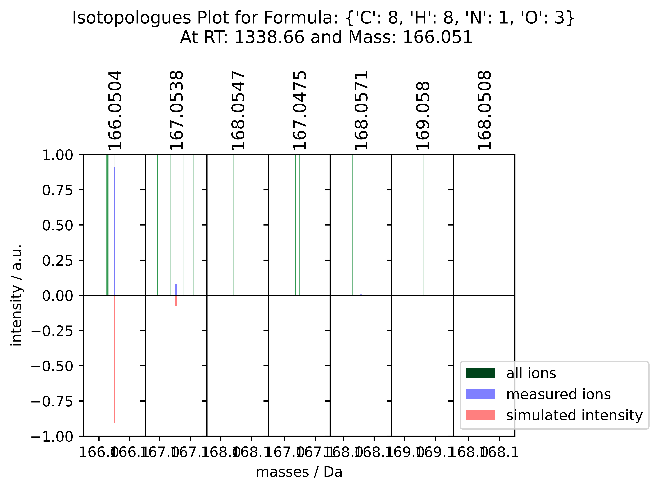 Isotopologues Plot for Formula: {'C': 8, 'H': 8, 'N': 1, 'O': 3}
At RT: 1338.66 and Mass: 166.051
166.0504 167.0538 168.0547 167.0475 168.0571 169.058 168.0508
1.00
0.75
0.50
0.25
0.00
−0.25
−0.50
−0.75
−1.00
intensity / a.u.
all ions
measured ions
simulated intensity
masses / Da